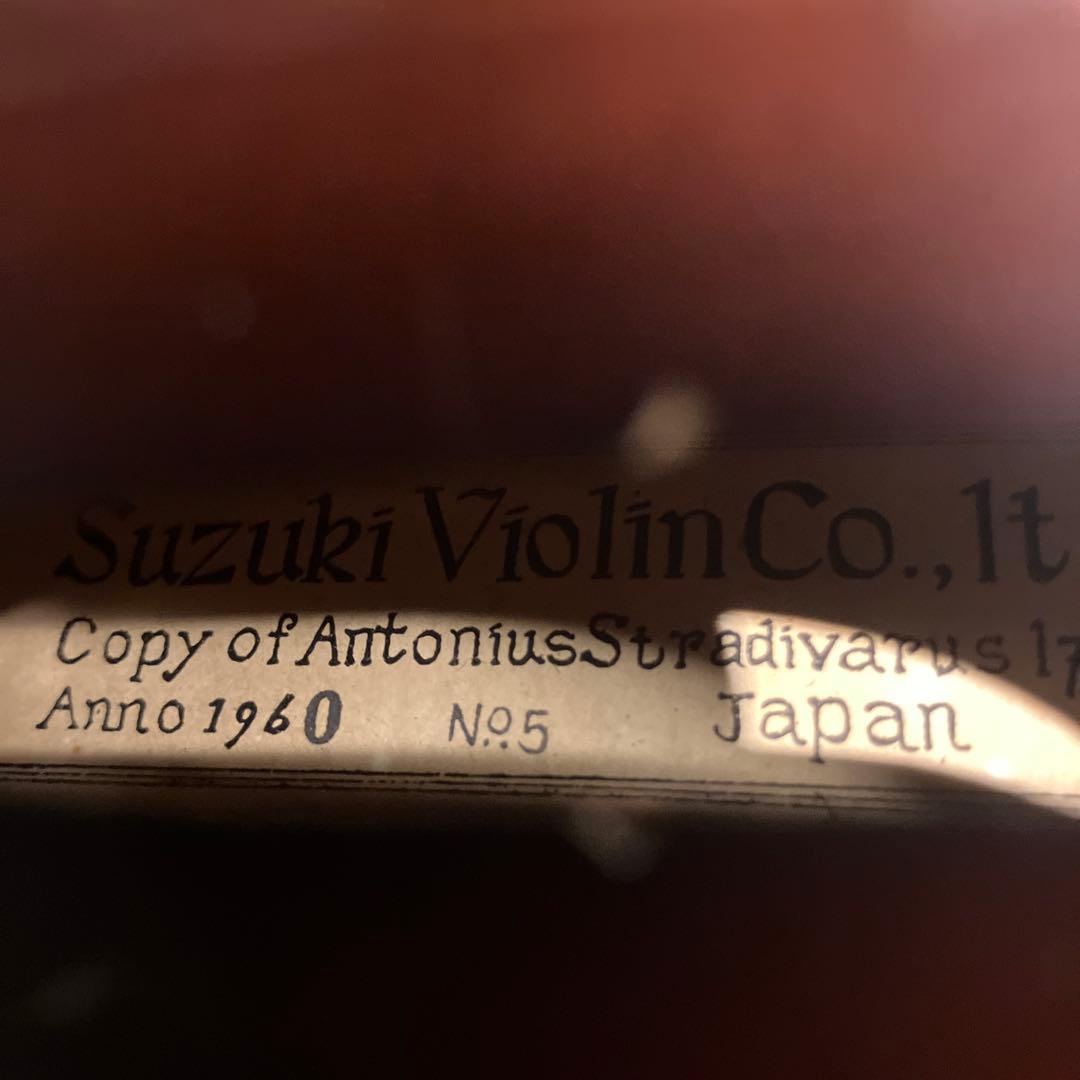 Suzuki Violin Co., lt
Copy of Antonius Stradivarus 17
Anno 1960 No. 5 Japan